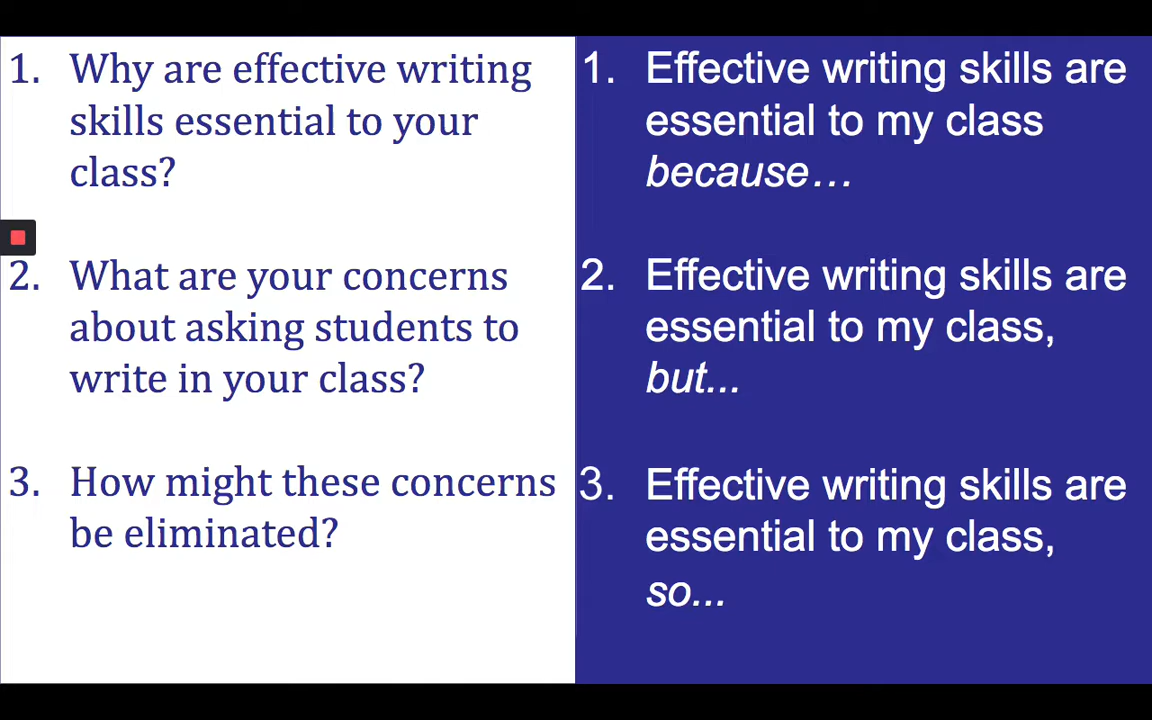 1. Why are effective writing
skills essential to your
class?
2. What are your concerns
about asking students to
write in your class?
3. How might these concerns
be eliminated?
1. Effective writing skills are
essential to my class
because…
2. Effective writing skills are
essential to my class,
but...
3. Effective writing skills are
essential to my class,
so...